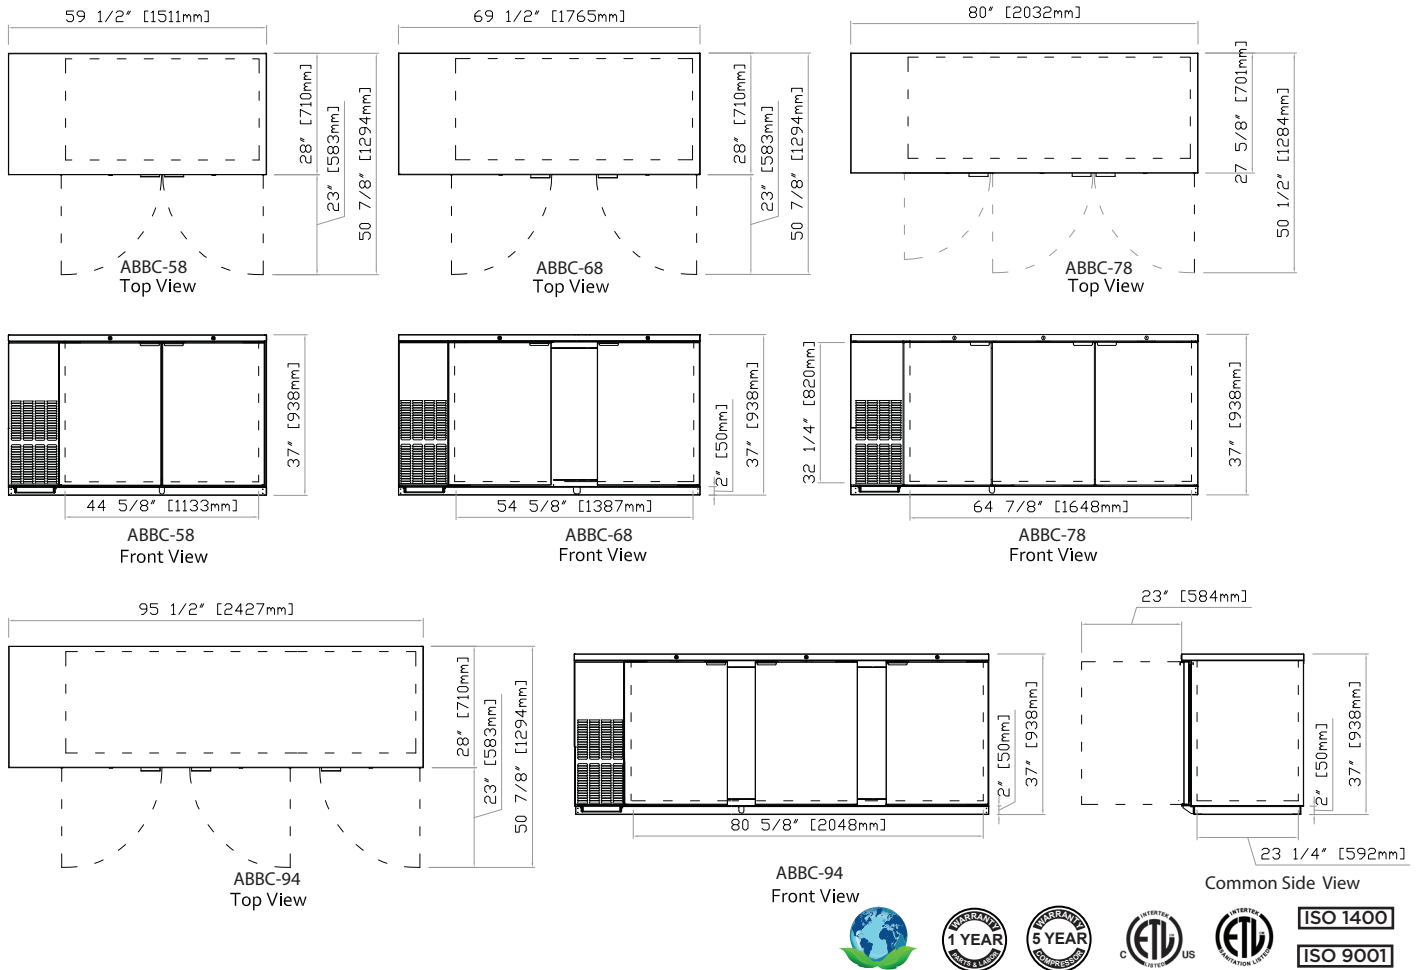 59 1/2″ [1511mm]
28″ [710mm]
23″ [583mm]
50 7/8″ [1294mm]
ABBC-58
Top View
69 1/2″ [1765mm]
28″ [710mm]
23″ [583mm]
50 7/8″ [1294mm]
ABBC-68
Top View
80″ [2032mm]
27 5/8″ [701mm]
50 1/2″ [1284mm]
ABBC-78
Top View
37″ [938mm]
44 5/8″ [1133mm]
ABBC-58
Front View
2″ [50mm]
37″ [938mm]
54 5/8″ [1387mm]
ABBC-68
Front View
32 1/4″ [820mm]
37″ [938mm]
64 7/8″ [1648mm]
ABBC-78
Front View
95 1/2″ [2427mm]
28″ [710mm]
23″ [583mm]
50 7/8″ [1294mm]
ABBC-94
Top View
2″ [50mm]
37″ [938mm]
80 5/8″ [2048mm]
ABBC-94
Front View
23″ [584mm]
2″ [50mm]
37″ [938mm]
23 1/4″ [592mm]
Common Side View
WARRANTY
1 YEAR
PARTS & LABOR
WARRANTY
5 YEAR
COMPRESSOR
INTERTEK
ETL
LISTED
C US
INTERTEK
ETL
SANITATION LISTED
ISO 1400
ISO 9001